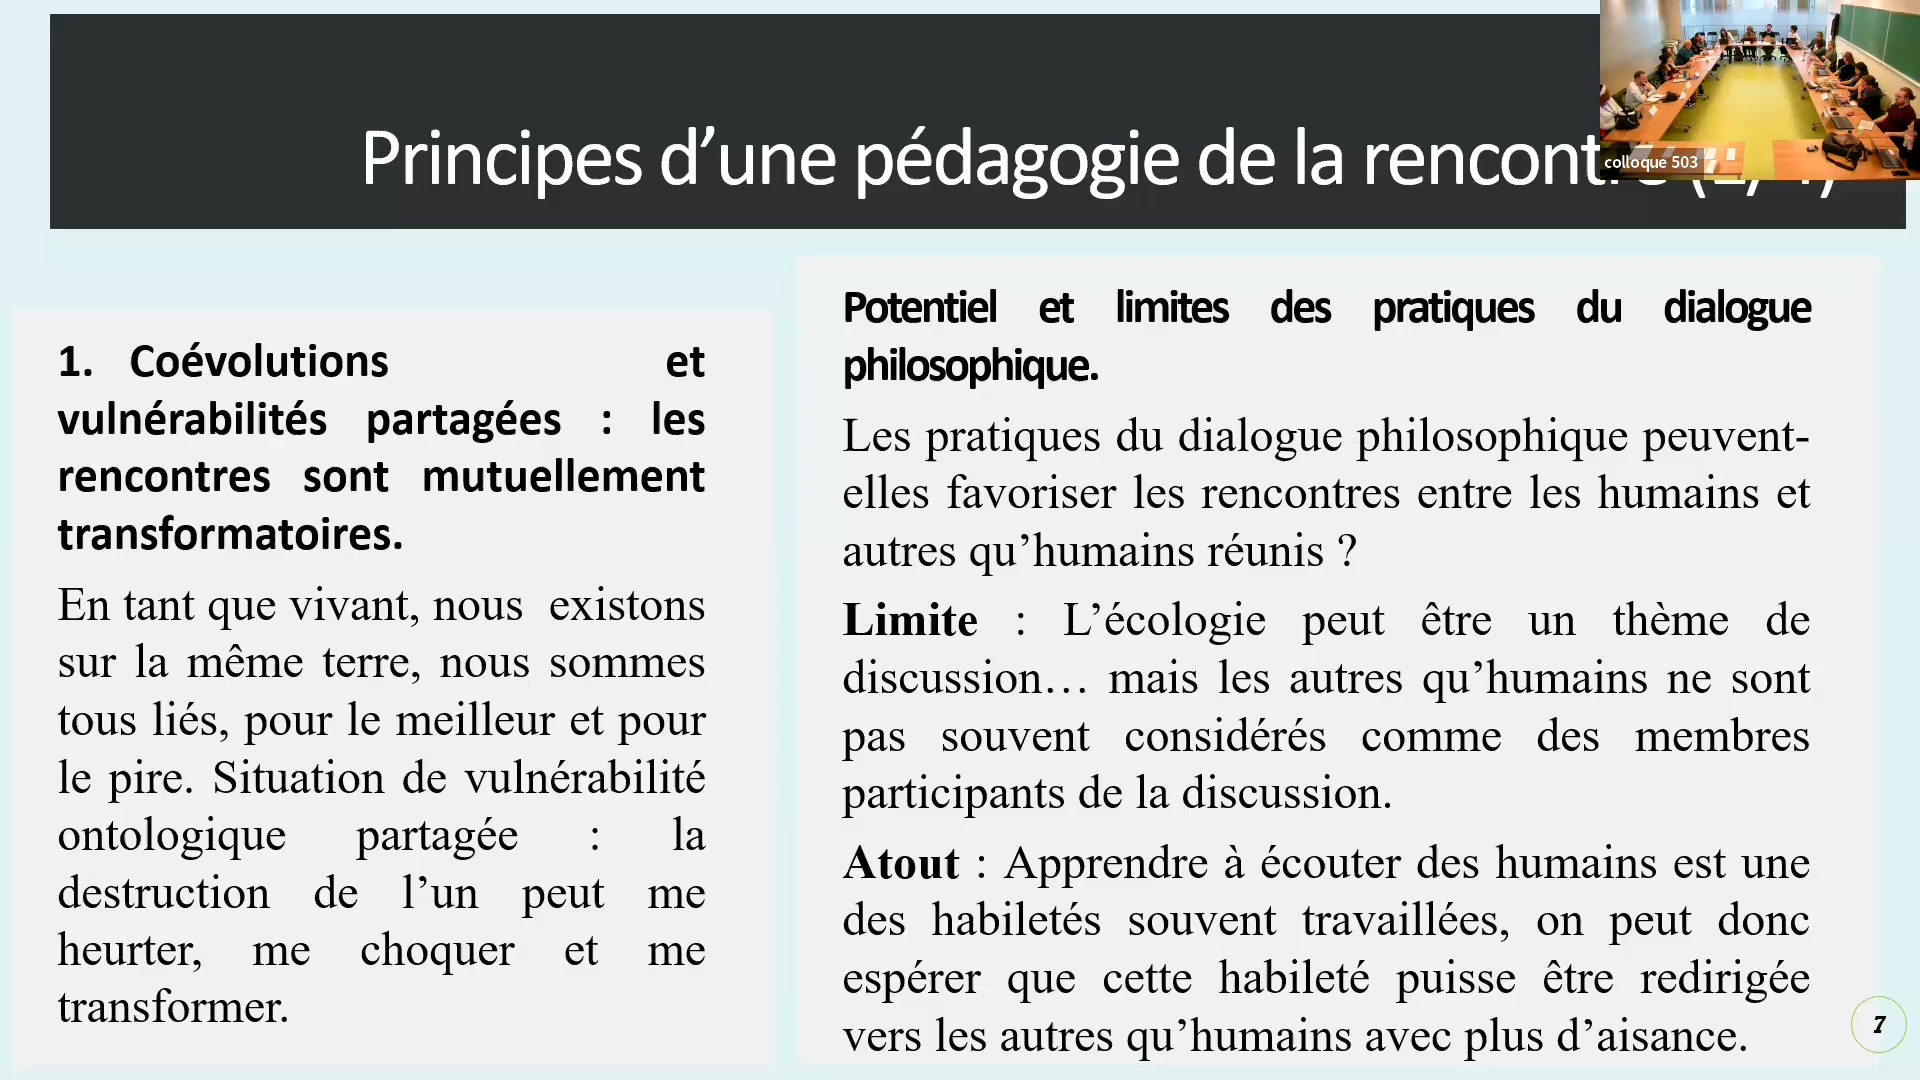 Principes d’une pédagogie de la rencontre
colloque 503
1. Coévolutions et
vulnérabilités partagées : les
rencontres sont mutuellement
transformatoires.
En tant que vivant, nous existons
sur la même terre, nous sommes
tous liés, pour le meilleur et pour
le pire. Situation de vulnérabilité
ontologique partagée : la
destruction de l’un peut me
heurter, me choquer et me
transformer.
Potentiel et limites des pratiques du dialogue
philosophique.
Les pratiques du dialogue philosophique peuvent-
elles favoriser les rencontres entre les humains et
autres qu’humains réunis ?
Limite : L’écologie peut être un thème de
discussion… mais les autres qu’humains ne sont
pas souvent considérés comme des membres
participants de la discussion.
Atout : Apprendre à écouter des humains est une
des habiletés souvent travaillées, on peut donc
espérer que cette habileté puisse être redirigée
vers les autres qu’humains avec plus d’aisance.
7